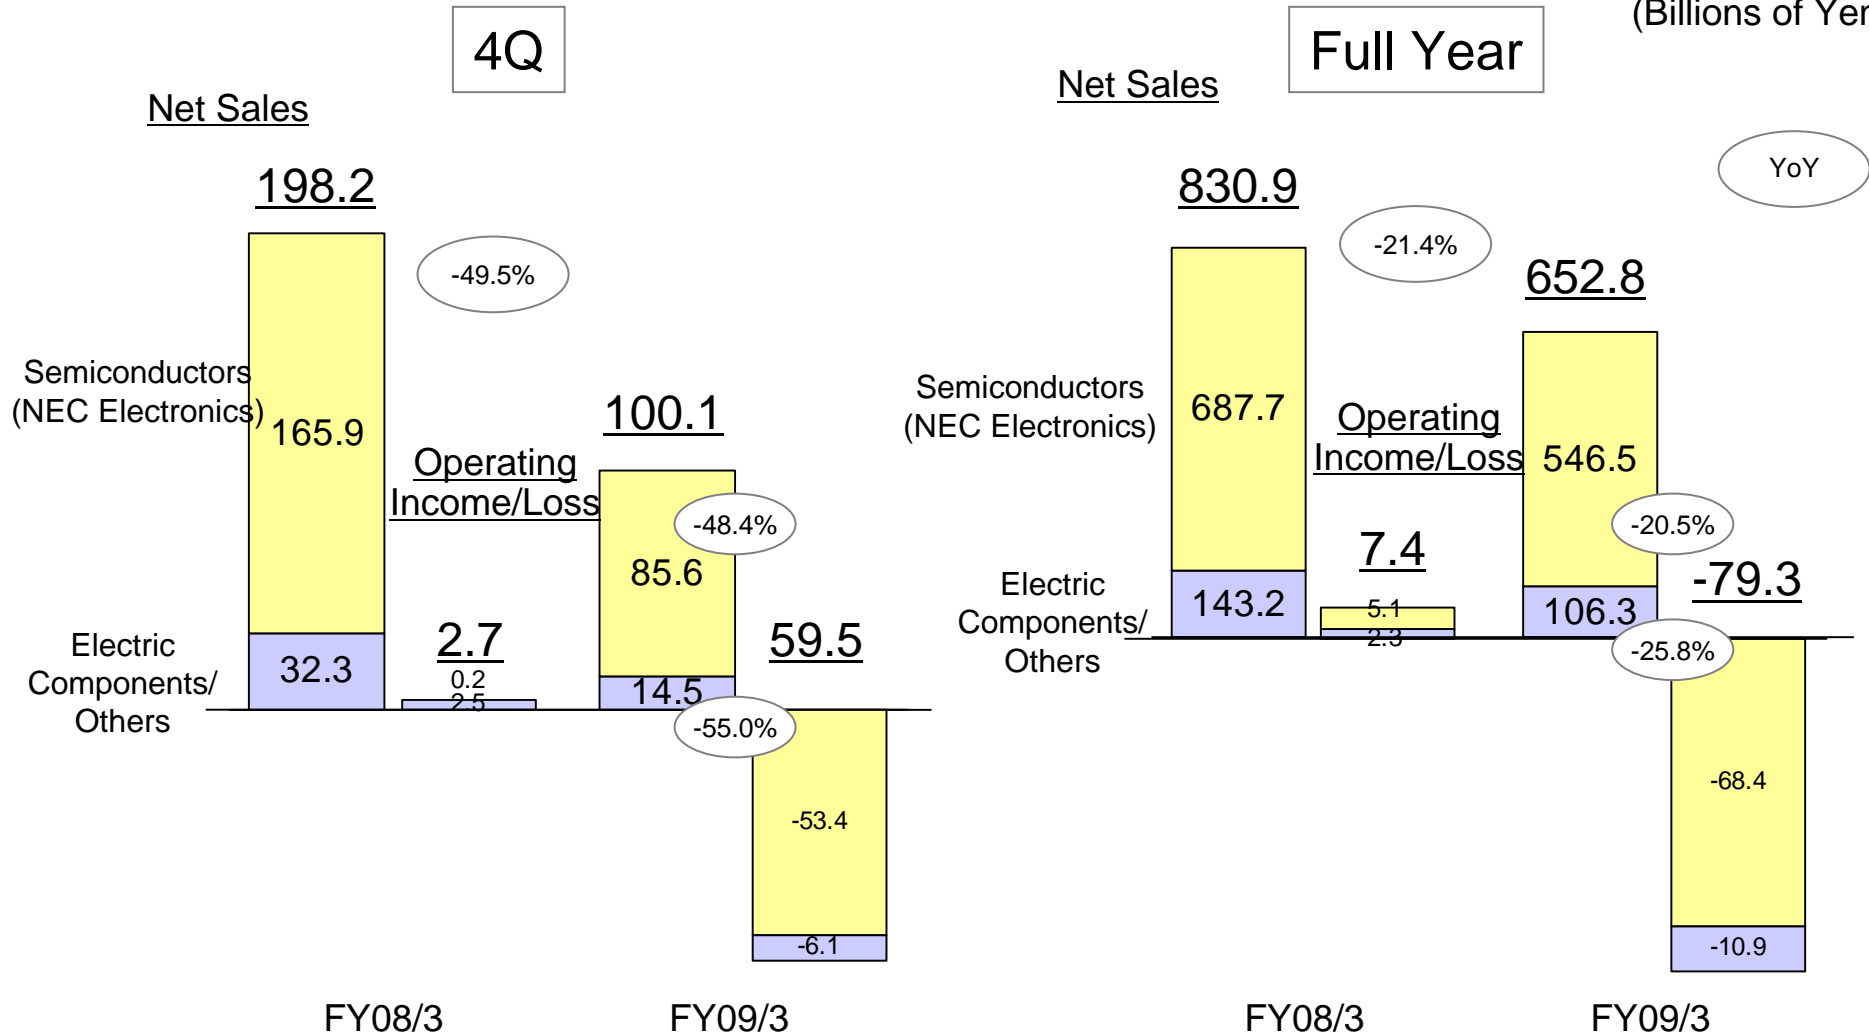 4Q
Full Year
(Billions of Yen
Net Sales
Net Sales
YoY
198.2
830.9
-49.5%
-21.4%
652.8
Semiconductors
(NEC Electronics)
165.9
100.1
Operating
Income/Loss
-48.4%
85.6
Semiconductors
(NEC Electronics)
687.7
Operating
Income/Loss
546.5
-20.5%
7.4
5.1
2.3
-79.3
Electric
Components/
Others
32.3
2.7
0.2
2.5
14.5
-55.0%
59.5
Electric
Components/
Others
143.2
106.3
-25.8%
-53.4
-6.1
-68.4
-10.9
FY08/3
FY09/3
FY08/3
FY09/3